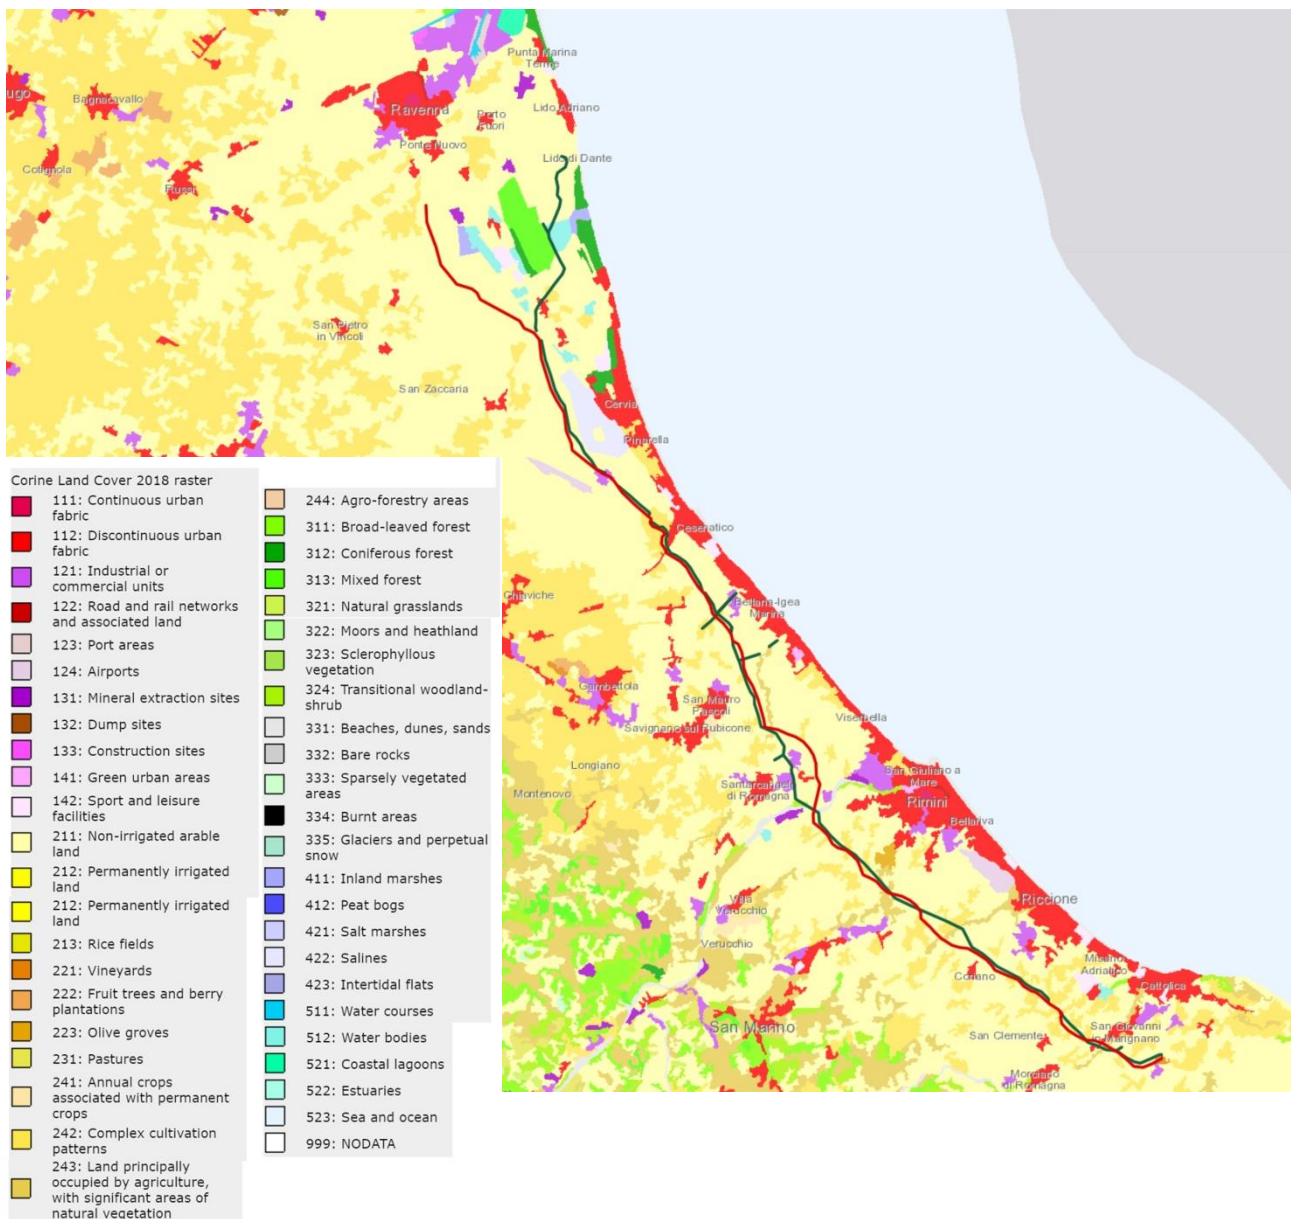 Punta Marina
Terme
ugo
Bagnacavallo
Ravenna
Porto
Fuori
Lido Adriano
Ponte Nuovo
Lido di Dante
Cotignola
Russi
San Pietro
in Vincoli
San Zaccaria
Cervia
Pinarella
Cesenatico
Chiaviche
Bellaria-Igea
Marina
Gambettola
San Mauro
Pascoli
Savignano sul Rubicone
Viserbella
Longiano
Montenovo
Santarcangelo
di Romagna
San Giuliano a
Mare
Rimini
Bellariva
Villa
Verucchio
Verucchio
Riccione
Coriano
Misano
Adriatico
Cattolica
San Marino
San Clemente
San Giovanni
in Marignano
Morciano
di Romagna
Corine Land Cover 2018 raster
111: Continuous urban
fabric
112: Discontinuous urban
fabric
121: Industrial or
commercial units
122: Road and rail networks
and associated land
123: Port areas
124: Airports
131: Mineral extraction sites
132: Dump sites
133: Construction sites
141: Green urban areas
142: Sport and leisure
facilities
211: Non-irrigated arable
land
212: Permanently irrigated
land
212: Permanently irrigated
land
213: Rice fields
221: Vineyards
222: Fruit trees and berry
plantations
223: Olive groves
231: Pastures
241: Annual crops
associated with permanent
crops
242: Complex cultivation
patterns
243: Land principally
occupied by agriculture,
with significant areas of
natural vegetation
244: Agro-forestry areas
311: Broad-leaved forest
312: Coniferous forest
313: Mixed forest
321: Natural grasslands
322: Moors and heathland
323: Sclerophyllous
vegetation
324: Transitional woodland-
shrub
331: Beaches, dunes, sands
332: Bare rocks
333: Sparsely vegetated
areas
334: Burnt areas
335: Glaciers and perpetual
snow
411: Inland marshes
412: Peat bogs
421: Salt marshes
422: Salines
423: Intertidal flats
511: Water courses
512: Water bodies
521: Coastal lagoons
522: Estuaries
523: Sea and ocean
999: NODATA